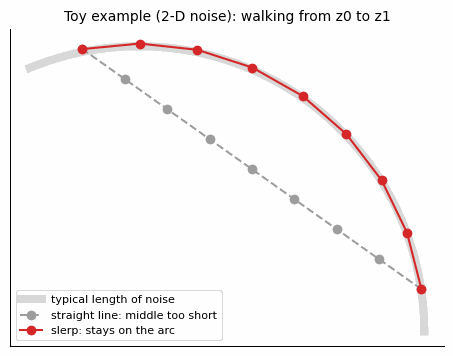 Toy example (2-D noise): walking from z0 to z1
typical length of noise
straight line: middle too short
slerp: stays on the arc